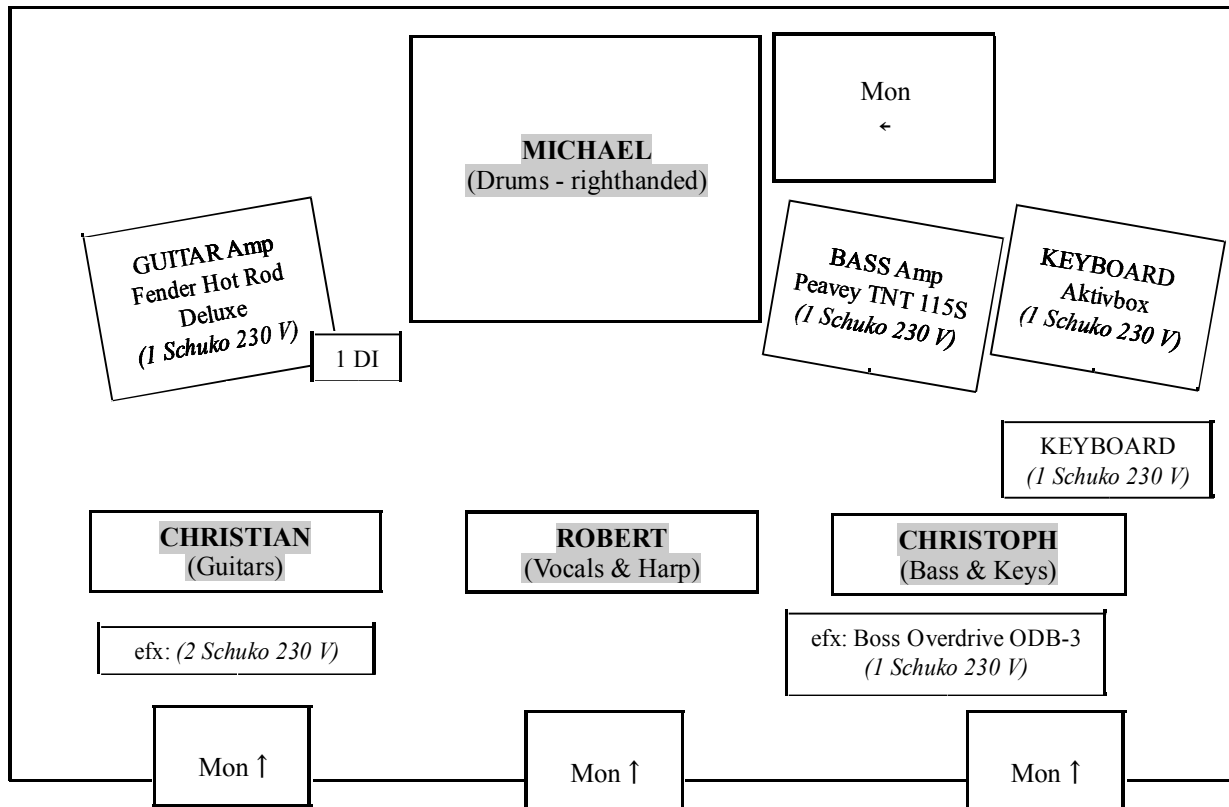 MICHAEL
(Drums - righthanded)
Mon
←
GUITAR Amp
Fender Hot Rod
Deluxe
(1 Schuko 230 V)
1 DI
BASS Amp
Peavey TNT 115S
(1 Schuko 230 V)
KEYBOARD
Aktivbox
(1 Schuko 230 V)
KEYBOARD
(1 Schuko 230 V)
CHRISTIAN
(Guitars)
ROBERT
(Vocals & Harp)
CHRISTOPH
(Bass & Keys)
efx: (2 Schuko 230 V)
efx: Boss Overdrive ODB-3
(1 Schuko 230 V)
Mon ↑
Mon ↑
Mon ↑